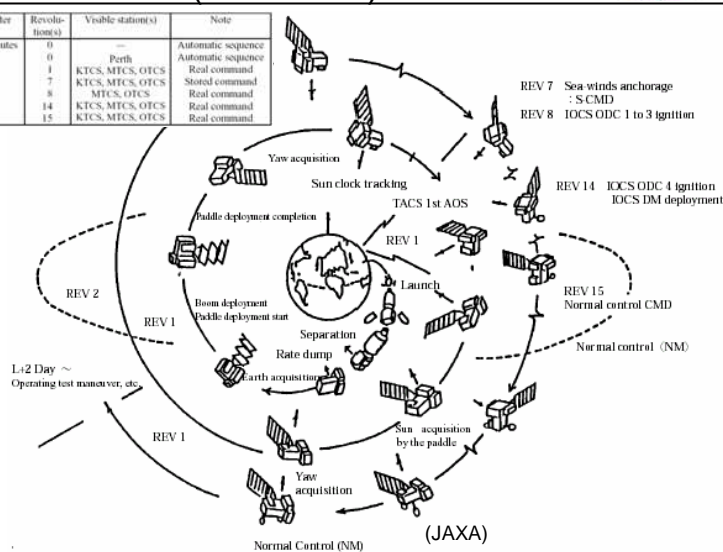 Revolu- Visible station(s) Note
tion(s)
0 — Automatic sequence
0 Perth Automatic sequence
1 KTCS, MTCS, OTCS Real command
7 KTCS, MTCS, OTCS Stored command
8 MTCS, OTCS Real command
14 KTCS, MTCS, OTCS Real command
15 KTCS, MTCS, OTCS Real command
REV 7 Sea-winds anchorage
: S-CMD
REV 8 IOCS ODC 1 to 3 ignition
Yaw acquisition
Sun clock tracking
REV 14 IOCS ODC 4 ignition
IOCS DM deployment
TACS 1st AOS
Paddle deployment completion
REV 1
Launch
REV 2
Boom deployment
Paddle deployment start
REV 1
REV 15
Normal control CMD
Separation
Normal control (NM)
Rate dump
L+2 Day ~
Operating test maneuver, etc.
Earth acquisition
REV 1
Sun acquisition
by the paddle
Yaw
acquisition
(JAXA)
Normal Control (NM)